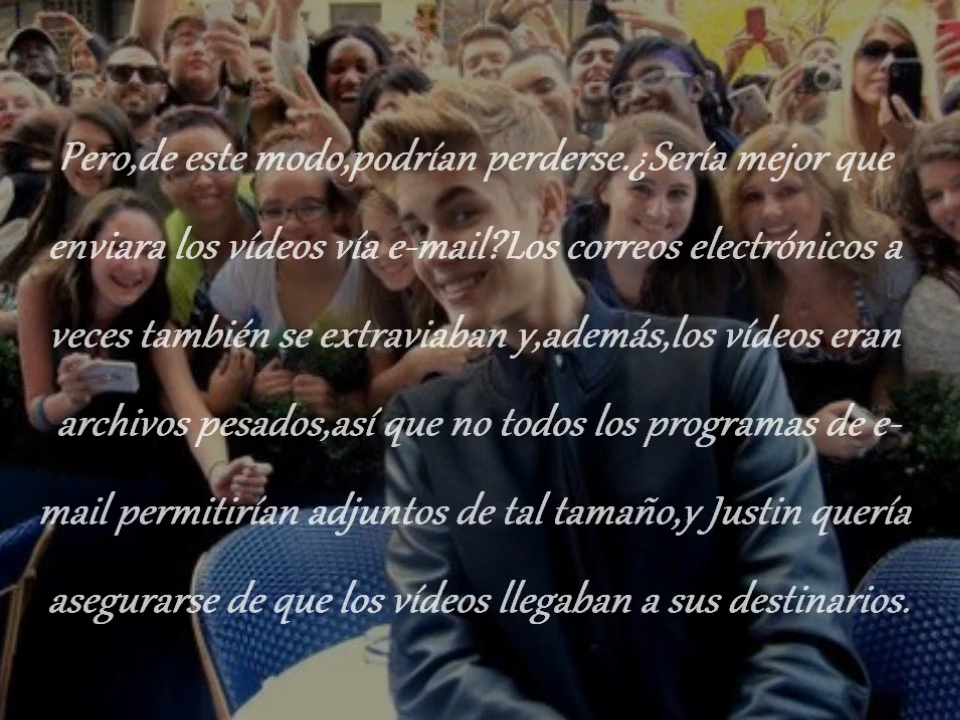 Pero,de este modo,podrían perderse.¿Sería mejor que
enviara los vídeos vía e-mail?Los correos electrónicos a
veces también se extraviaban y,además,los vídeos eran
archivos pesados,así que no todos los programas de e-
mail permitirían adjuntos de tal tamaño,y Justin quería
asegurarse de que los vídeos llegaban a sus destinarios.